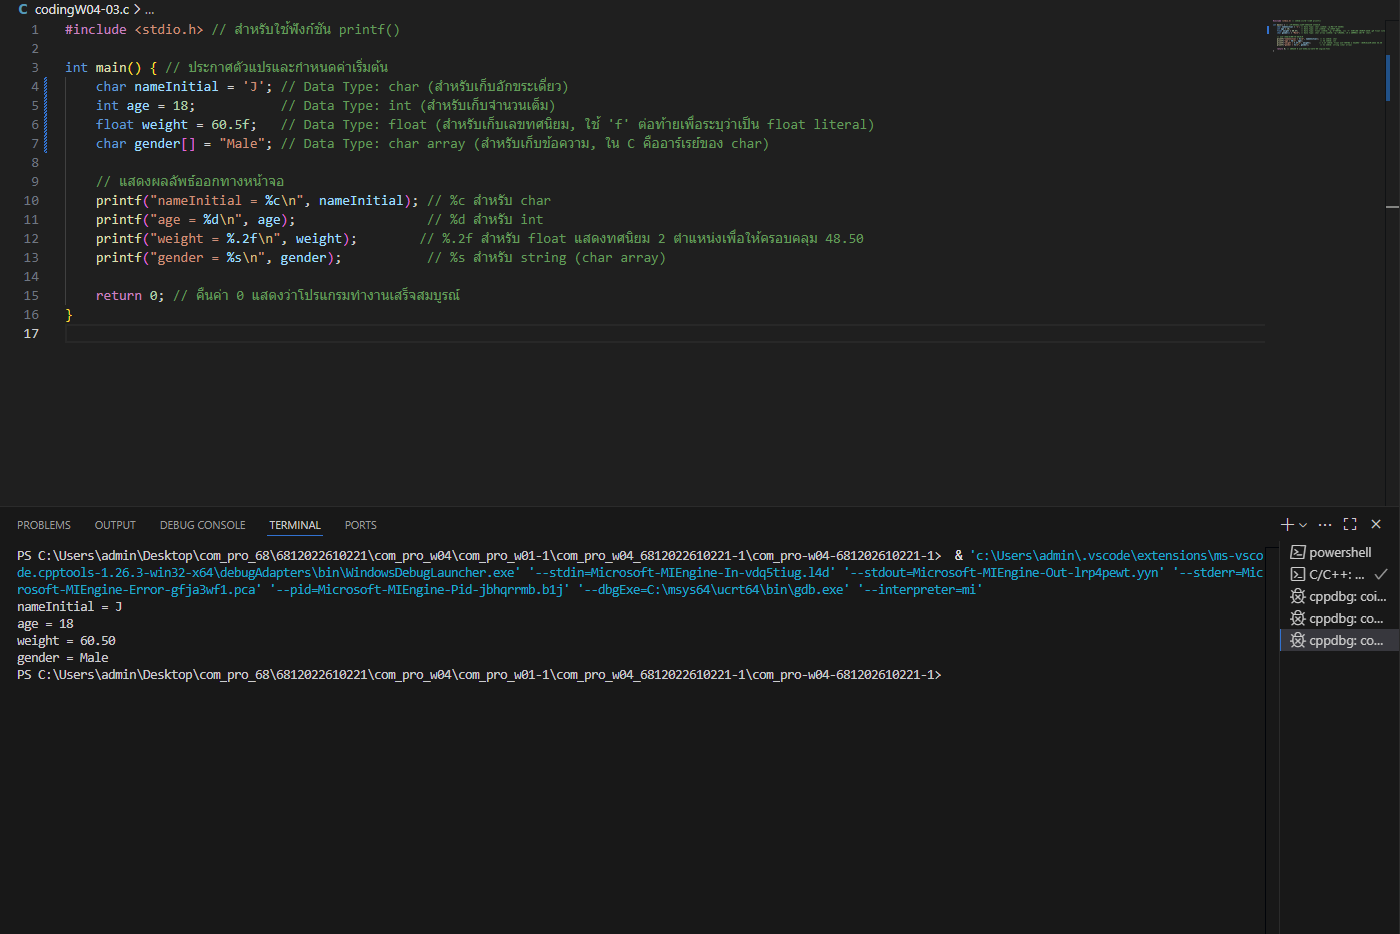 codingW04-03.c > ...
1 #include <stdio.h> // สำหรับใช้ฟังก์ชัน printf()
2
3 int main() { // ประกาศตัวแปรและกำหนดค่าเริ่มต้น
4 char nameInitial = 'J'; // Data Type: char (สำหรับเก็บอักขระเดี่ยว)
5 int age = 18; // Data Type: int (สำหรับเก็บจำนวนเต็ม)
6 float weight = 60.5f; // Data Type: float (สำหรับเก็บเลขทศนิยม, ใช้ 'f' ต่อท้ายเพื่อระบุว่าเป็น float literal)
7 char gender[] = "Male"; // Data Type: char array (สำหรับเก็บข้อความ, ใน C คืออาร์เรย์ของ char)
8
9 // แสดงผลลัพธ์ออกทางหน้าจอ
10 printf("nameInitial = %c\n", nameInitial); // %c สำหรับ char
11 printf("age = %d\n", age); // %d สำหรับ int
12 printf("weight = %.2f\n", weight); // %.2f สำหรับ float แสดงทศนิยม 2 ตำแหน่งเพื่อให้ครอบคลุม 48.50
13 printf("gender = %s\n", gender); // %s สำหรับ string (char array)
14
15 return 0; // คืนค่า 0 แสดงว่าโปรแกรมทำงานเสร็จสมบูรณ์
16 }
17
PROBLEMS OUTPUT DEBUG CONSOLE TERMINAL PORTS
PS C:\Users\admin\Desktop\com_pro_68\6812022610221\com_pro_w04\com_pro_w01-1\com_pro_w04_6812022610221-1\com_pro-w04-681202610221-1> & 'c:\Users\admin\.vscode\extensions\ms-vsco
de.cpptools-1.26.3-win32-x64\debugAdapters\bin\WindowsDebugLauncher.exe' '--stdin=Microsoft-MIEngine-In-vdq5tiug.l4d' '--stdout=Microsoft-MIEngine-Out-lrp4pewt.yyn' '--stderr=Mic
rosoft-MIEngine-Error-gfja3wf1.pca' '--pid=Microsoft-MIEngine-Pid-jbhqrrmb.b1j' '--dbgExe=C:\msys64\ucrt64\bin\gdb.exe' '--interpreter=mi'
nameInitial = J
age = 18
weight = 60.50
gender = Male
PS C:\Users\admin\Desktop\com_pro_68\6812022610221\com_pro_w04\com_pro_w01-1\com_pro_w04_6812022610221-1\com_pro-w04-681202610221-1>
powershell
C/C++: ...
cppdbg: coi...
cppdbg: co...
cppdbg: co...